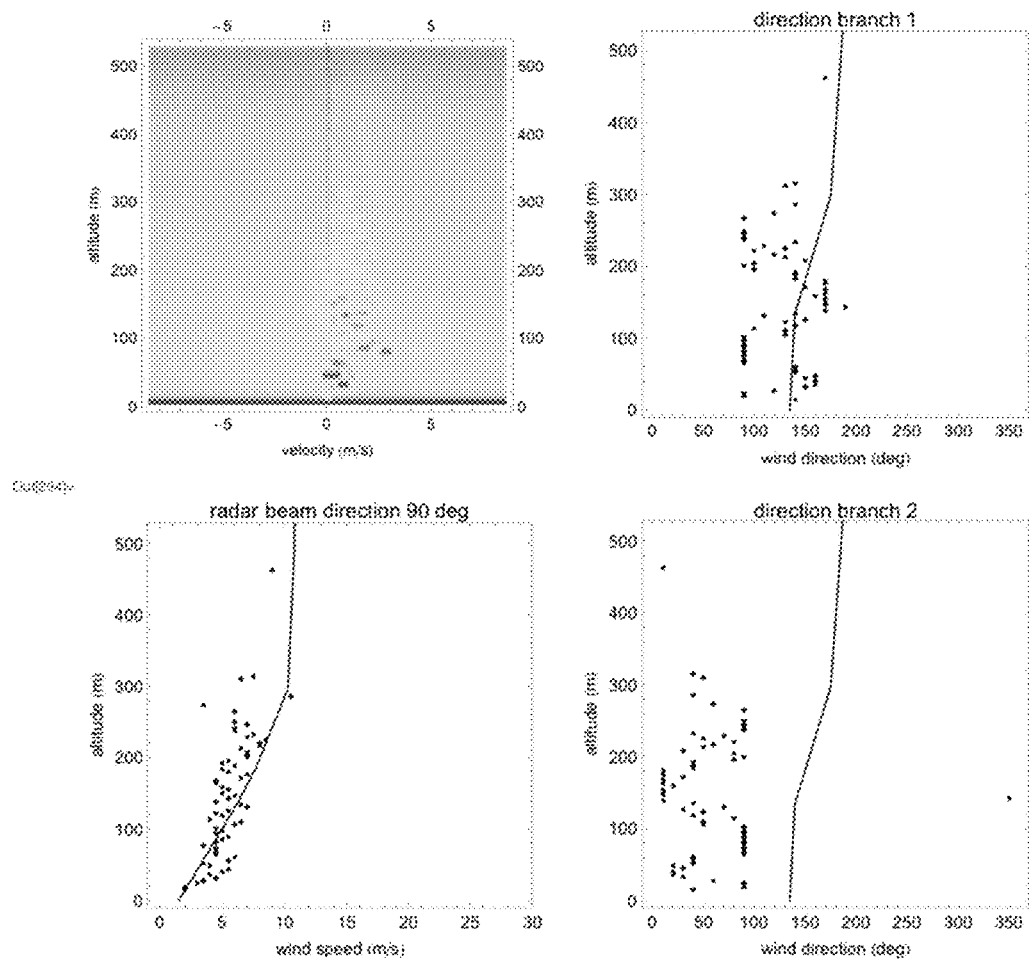 -5 0 5
500 500
400 400
300 300
200 200
100 100
0 0
altitude (m)
-5 0 5
velocity (m/s)
direction branch 1
500
400
300
200
100
0
altitude (m)
0 50 100 150 200 250 300 350
wind direction (deg)
radar beam direction 90 deg
500
400
300
200
100
0
altitude (m)
0 5 10 15 20 25 30
wind speed (m/s)
direction branch 2
500
400
300
200
100
0
altitude (m)
0 50 100 150 200 250 300 350
wind direction (deg)